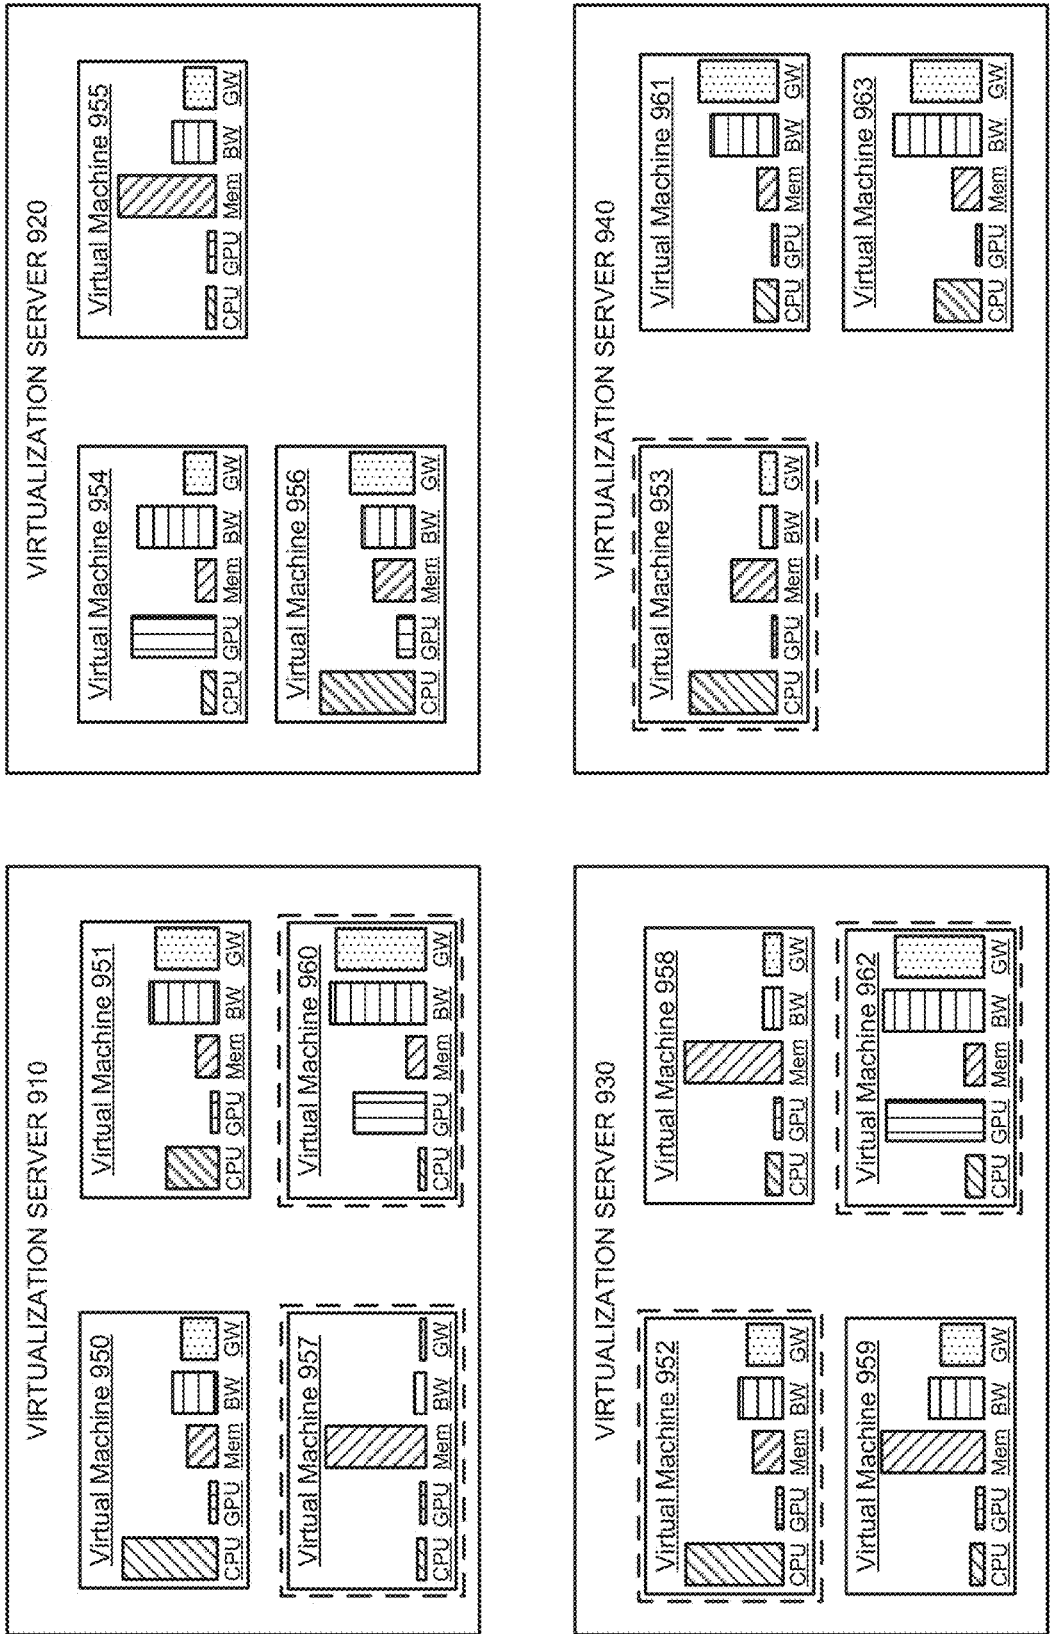 VIRTUALIZATION SERVER 910
Virtual Machine 950
CPU GPU Mem BW GW
Virtual Machine 951
CPU GPU Mem BW GW
Virtual Machine 957
CPU GPU Mem BW GW
Virtual Machine 960
CPU GPU Mem BW GW
VIRTUALIZATION SERVER 920
Virtual Machine 954
CPU GPU Mem BW GW
Virtual Machine 955
CPU GPU Mem BW GW
Virtual Machine 956
CPU GPU Mem BW GW
VIRTUALIZATION SERVER 930
Virtual Machine 952
CPU GPU Mem BW GW
Virtual Machine 958
CPU GPU Mem BW GW
Virtual Machine 959
CPU GPU Mem BW GW
Virtual Machine 962
CPU GPU Mem BW GW
VIRTUALIZATION SERVER 940
Virtual Machine 953
CPU GPU Mem BW GW
Virtual Machine 961
CPU GPU Mem BW GW
Virtual Machine 963
CPU GPU Mem BW GW